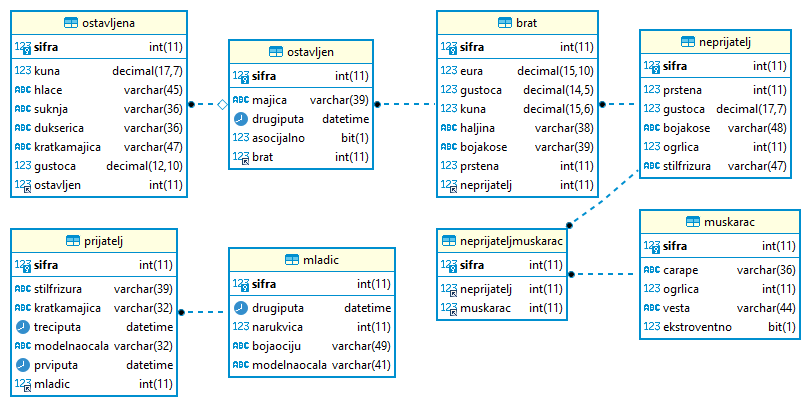 ostavljena
123 sifra int(11)
123 kuna decimal(17,7)
ABC hlace varchar(45)
ABC suknja varchar(36)
ABC dukserica varchar(36)
ABC kratkamajica varchar(47)
123 gustoca decimal(12,10)
123 ostavljen int(11)
ostavljen
123 sifra int(11)
ABC majica varchar(39)
drugiputa datetime
123 asocijalno bit(1)
123 brat int(11)
brat
123 sifra int(11)
123 eura decimal(15,10)
123 gustoca decimal(14,5)
123 kuna decimal(15,6)
ABC haljina varchar(38)
ABC bojakose varchar(39)
123 prstena int(11)
123 neprijatelj int(11)
neprijatelj
123 sifra int(11)
123 prstena int(11)
123 gustoca decimal(17,7)
ABC bojakose varchar(48)
123 ogrlica int(11)
ABC stilfrizura varchar(47)
prijatelj
123 sifra int(11)
ABC stilfrizura varchar(39)
ABC kratkamajica varchar(32)
treciputa datetime
ABC modelnaocala varchar(32)
prviputa datetime
123 mladic int(11)
mladic
123 sifra int(11)
drugiputa datetime
123 narukvica int(11)
ABC bojaociju varchar(49)
ABC modelnaocala varchar(41)
neprijateljmuskarac
123 sifra int(11)
123 neprijatelj int(11)
123 muskarac int(11)
muskarac
123 sifra int(11)
ABC carape varchar(36)
123 ogrlica int(11)
ABC vesta varchar(44)
123 ekstroventno bit(1)